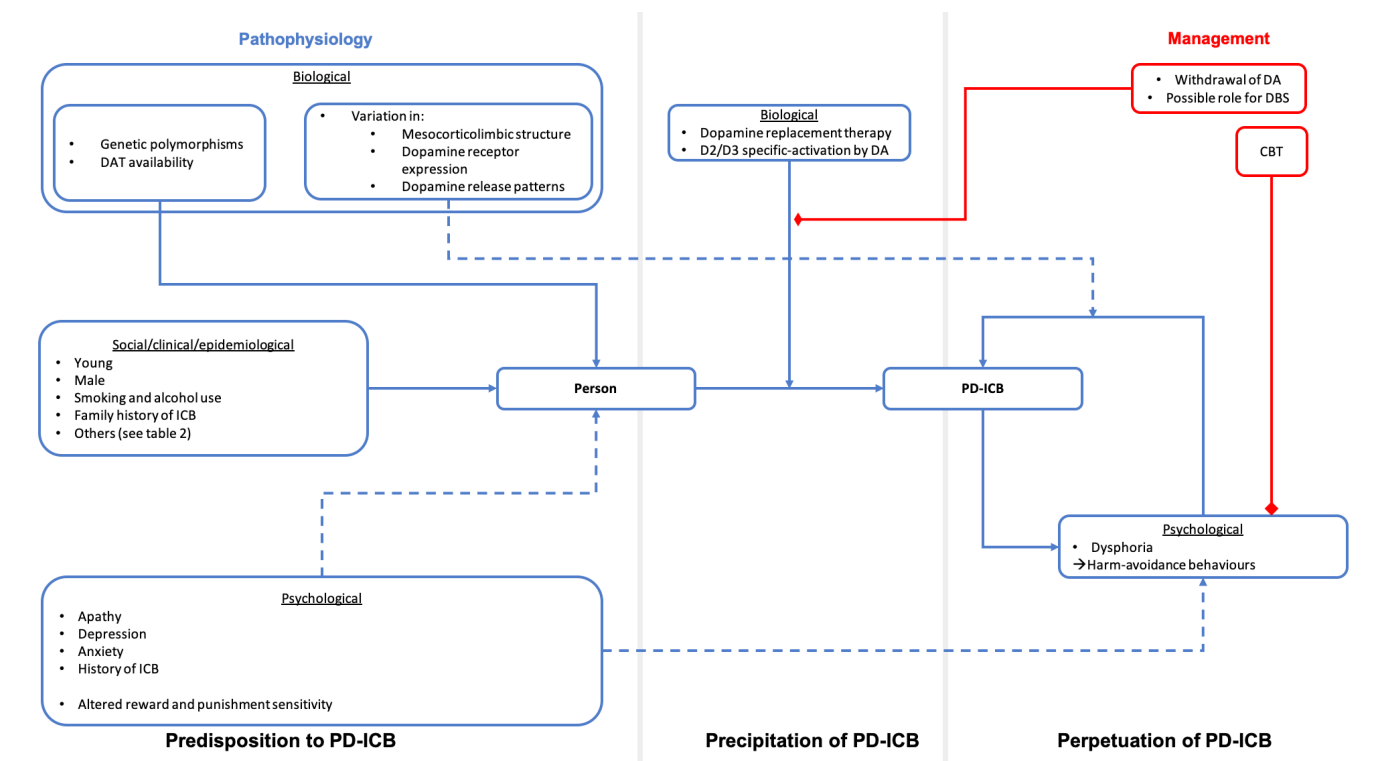 Pathophysiology
Management
Biological
• Genetic polymorphisms
• DAT availability
• Variation in:
• Mesocorticolimbic structure
• Dopamine receptor
expression
• Dopamine release patterns
Biological
• Dopamine replacement therapy
• D2/D3 specific-activation by DA
• Withdrawal of DA
• Possible role for DBS
CBT
Social/clinical/epidemiological
• Young
• Male
• Smoking and alcohol use
• Family history of ICB
• Others (see table 2)
Person
PD-ICB
Psychological
• Dysphoria
→Harm-avoidance behaviours
Psychological
• Apathy
• Depression
• Anxiety
• History of ICB
• Altered reward and punishment sensitivity
Predisposition to PD-ICB
Precipitation of PD-ICB
Perpetuation of PD-ICB